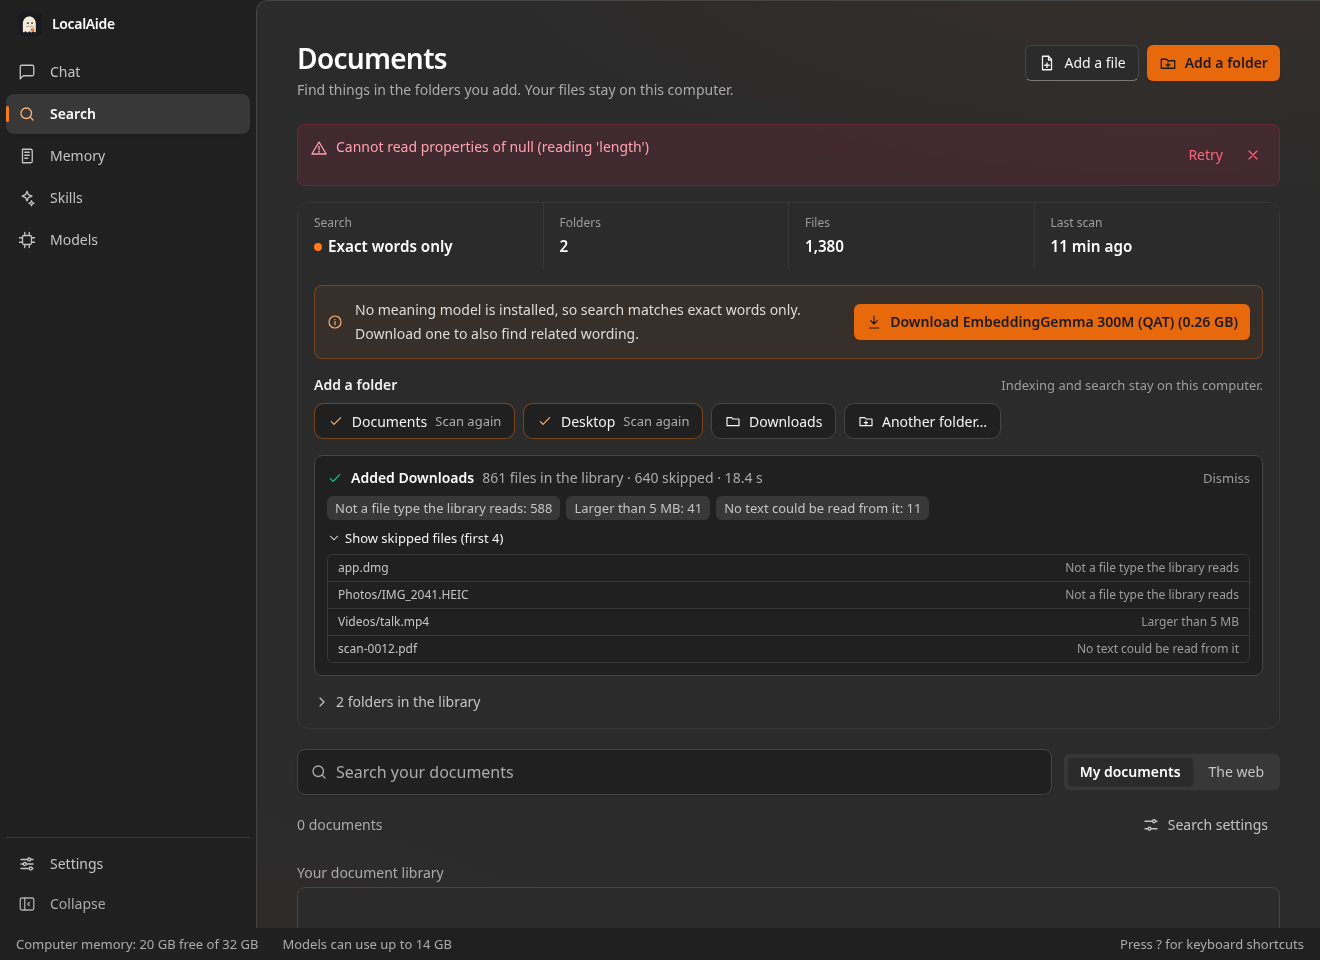 LocalAide
Chat
Search
Memory
Skills
Models
Settings
Collapse
Documents
Find things in the folders you add. Your files stay on this computer.
Add a file
Add a folder
Cannot read properties of null (reading 'length')
Retry
Search
Exact words only
Folders
2
Files
1,380
Last scan
11 min ago
No meaning model is installed, so search matches exact words only.
Download one to also find related wording.
Download EmbeddingGemma 300M (QAT) (0.26 GB)
Add a folder
Indexing and search stay on this computer.
Documents Scan again
Desktop Scan again
Downloads
Another folder...
Added Downloads 861 files in the library · 640 skipped · 18.4 s
Dismiss
Not a file type the library reads: 588
Larger than 5 MB: 41
No text could be read from it: 11
Show skipped files (first 4)
app.dmg Not a file type the library reads
Photos/IMG_2041.HEIC Not a file type the library reads
Videos/talk.mp4 Larger than 5 MB
scan-0012.pdf No text could be read from it
2 folders in the library
Search your documents
My documents
The web
0 documents
Search settings
Your document library
Computer memory: 20 GB free of 32 GB
Models can use up to 14 GB
Press ? for keyboard shortcuts